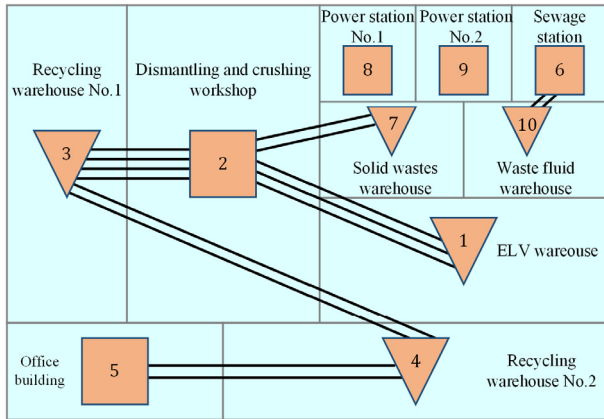 Power station
No.1
Power station
No.2
Sewage
station
8
9
6
Recycling
warehouse No.1
Dismantling and crushing
workshop
3
2
7
10
Solid wastes
warehouse
Waste fluid
warehouse
1
ELV wareouse
Office
building
5
4
Recycling
warehouse No.2